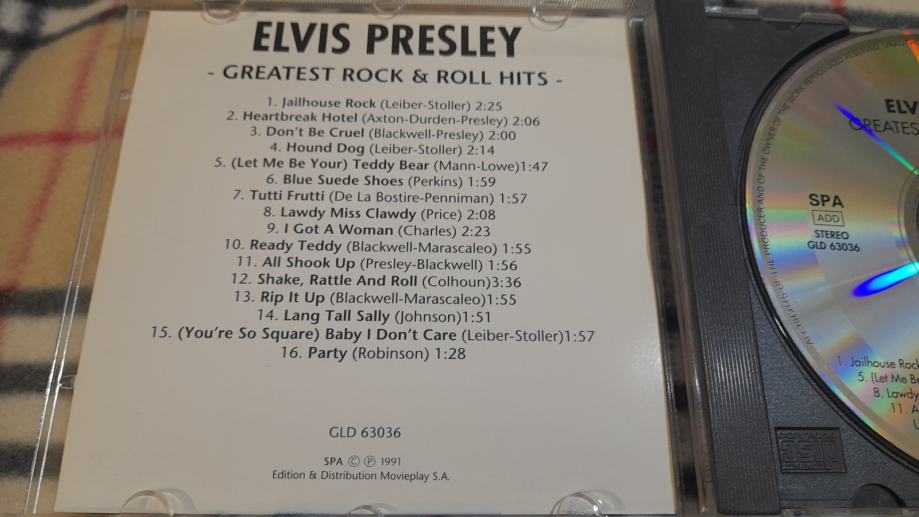 ELVIS PRESLEY
- GREATEST ROCK & ROLL HITS -
1. Jailhouse Rock (Leiber-Stoller) 2:25
2. Heartbreak Hotel (Axton-Durden-Presley) 2:06
3. Don't Be Cruel (Blackwell-Presley) 2:00
4. Hound Dog (Leiber-Stoller) 2:14
5. (Let Me Be Your) Teddy Bear (Mann-Lowe)1:47
6. Blue Suede Shoes (Perkins) 1:59
7. Tutti Frutti (De La Bostire-Penniman) 1:57
8. Lawdy Miss Clawdy (Price) 2:08
9. I Got A Woman (Charles) 2:23
10. Ready Teddy (Blackwell-Marascaleo) 1:55
11. All Shook Up (Presley-Blackwell) 1:56
12. Shake, Rattle And Roll (Colhoun)3:36
13. Rip It Up (Blackwell-Marascaleo)1:55
14. Lang Tall Sally (Johnson)1:51
15. (You're So Square) Baby I Don't Care (Leiber-Stoller)1:57
16. Party (Robinson) 1:28
GLD 63036
SPA © ℗ 1991
Edition & Distribution Movieplay S.A.
ELV
GREATES
SPA
ADD
STEREO
GLD 63036
1. Jailhouse Rock
5. (Let Me Be
8. Lawdy
11. A